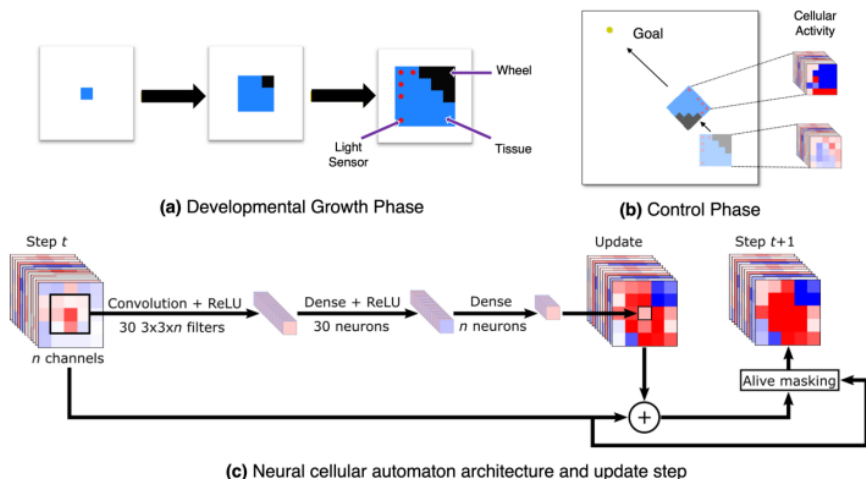 Wheel
Light
Sensor
Tissue
(a) Developmental Growth Phase
Goal
Cellular
Activity
(b) Control Phase
Step t
n channels
Convolution + ReLU
30 3x3xn filters
Dense + ReLU
30 neurons
Dense
n neurons
Update
Step t+1
Alive masking
+
(c) Neural cellular automaton architecture and update step